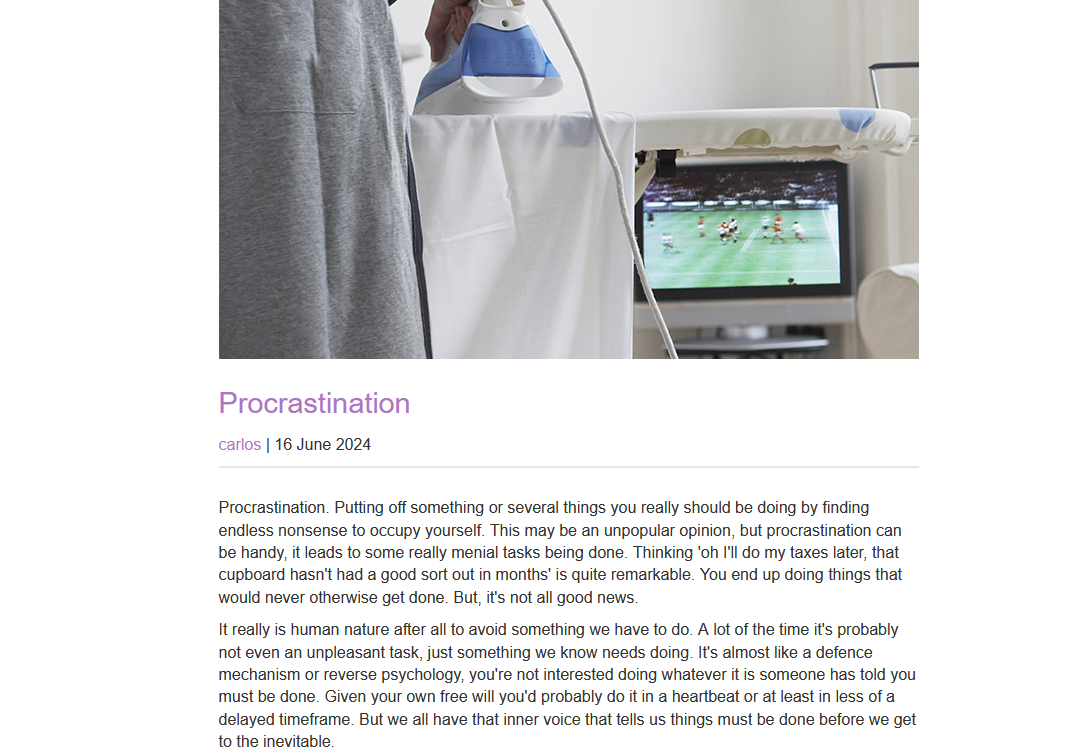 Procrastination
carlos | 16 June 2024
Procrastination. Putting off something or several things you really should be doing by finding
endless nonsense to occupy yourself. This may be an unpopular opinion, but procrastination can
be handy, it leads to some really menial tasks being done. Thinking 'oh I'll do my taxes later, that
cupboard hasn't had a good sort out in months' is quite remarkable. You end up doing things that
would never otherwise get done. But, it's not all good news.
It really is human nature after all to avoid something we have to do. A lot of the time it's probably
not even an unpleasant task, just something we know needs doing. It's almost like a defence
mechanism or reverse psychology, you're not interested doing whatever it is someone has told you
must be done. Given your own free will you'd probably do it in a heartbeat or at least in less of a
delayed timeframe. But we all have that inner voice that tells us things must be done before we get
to the inevitable.